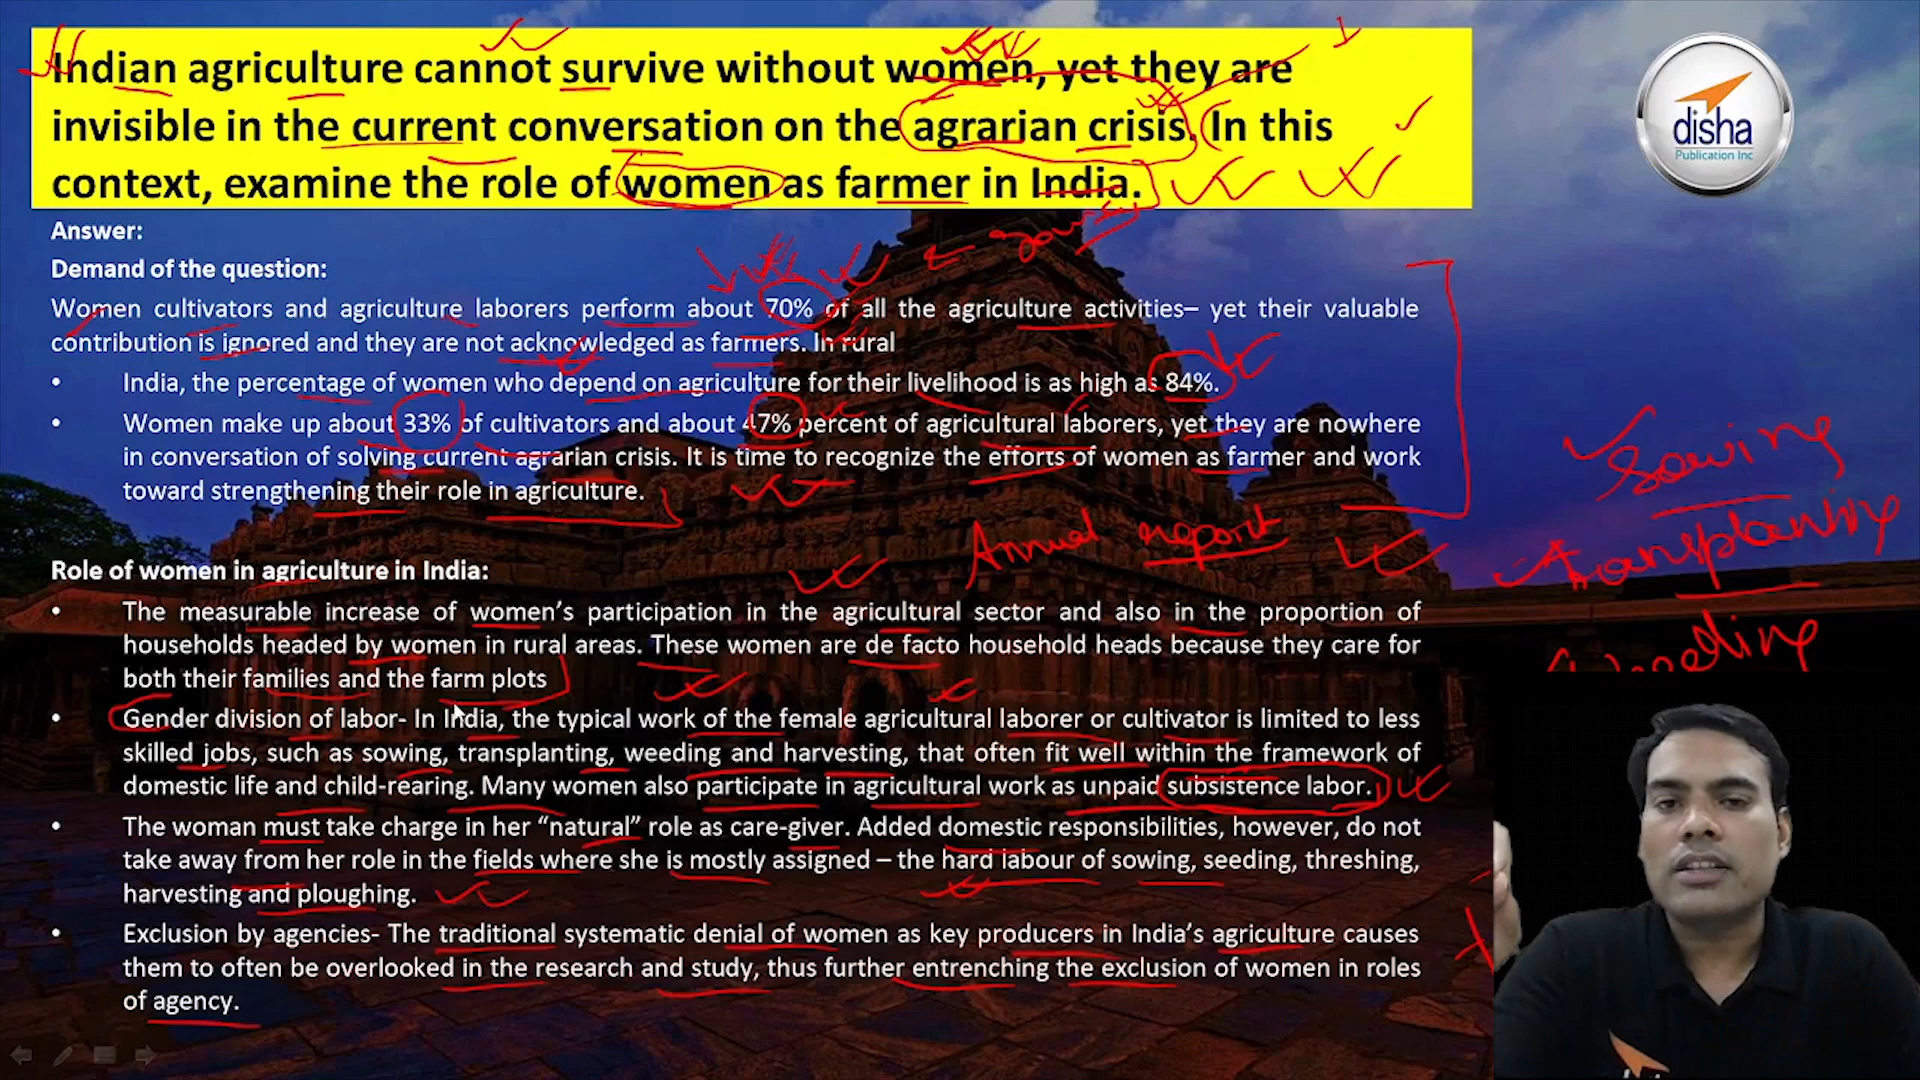 Indian agriculture cannot survive without women, yet they are
invisible in the current conversation on the agrarian crisis. In this
context, examine the role of women as farmer in India.
disha
Publication Inc
Answer:
Demand of the question:
Women cultivators and agriculture laborers perform about 70% of all the agriculture activities– yet their valuable
contribution is ignored and they are not acknowledged as farmers. In rural
• India, the percentage of women who depend on agriculture for their livelihood is as high as 84%.
• Women make up about 33% of cultivators and about 47% percent of agricultural laborers, yet they are nowhere
in conversation of solving current agrarian crisis. It is time to recognize the efforts of women as farmer and work
toward strengthening their role in agriculture.
Sowing
Transplanting
Annual report
Role of women in agriculture in India:
• The measurable increase of women’s participation in the agricultural sector and also in the proportion of
households headed by women in rural areas. These women are de facto household heads because they care for
both their families and the farm plots
• Gender division of labor- In India, the typical work of the female agricultural laborer or cultivator is limited to less
skilled jobs, such as sowing, transplanting, weeding and harvesting, that often fit well within the framework of
domestic life and child-rearing. Many women also participate in agricultural work as unpaid subsistence labor.
• The woman must take charge in her “natural” role as care-giver. Added domestic responsibilities, however, do not
take away from her role in the fields where she is mostly assigned – the hard labour of sowing, seeding, threshing,
harvesting and ploughing.
• Exclusion by agencies- The traditional systematic denial of women as key producers in India’s agriculture causes
them to often be overlooked in the research and study, thus further entrenching the exclusion of women in roles
of agency.